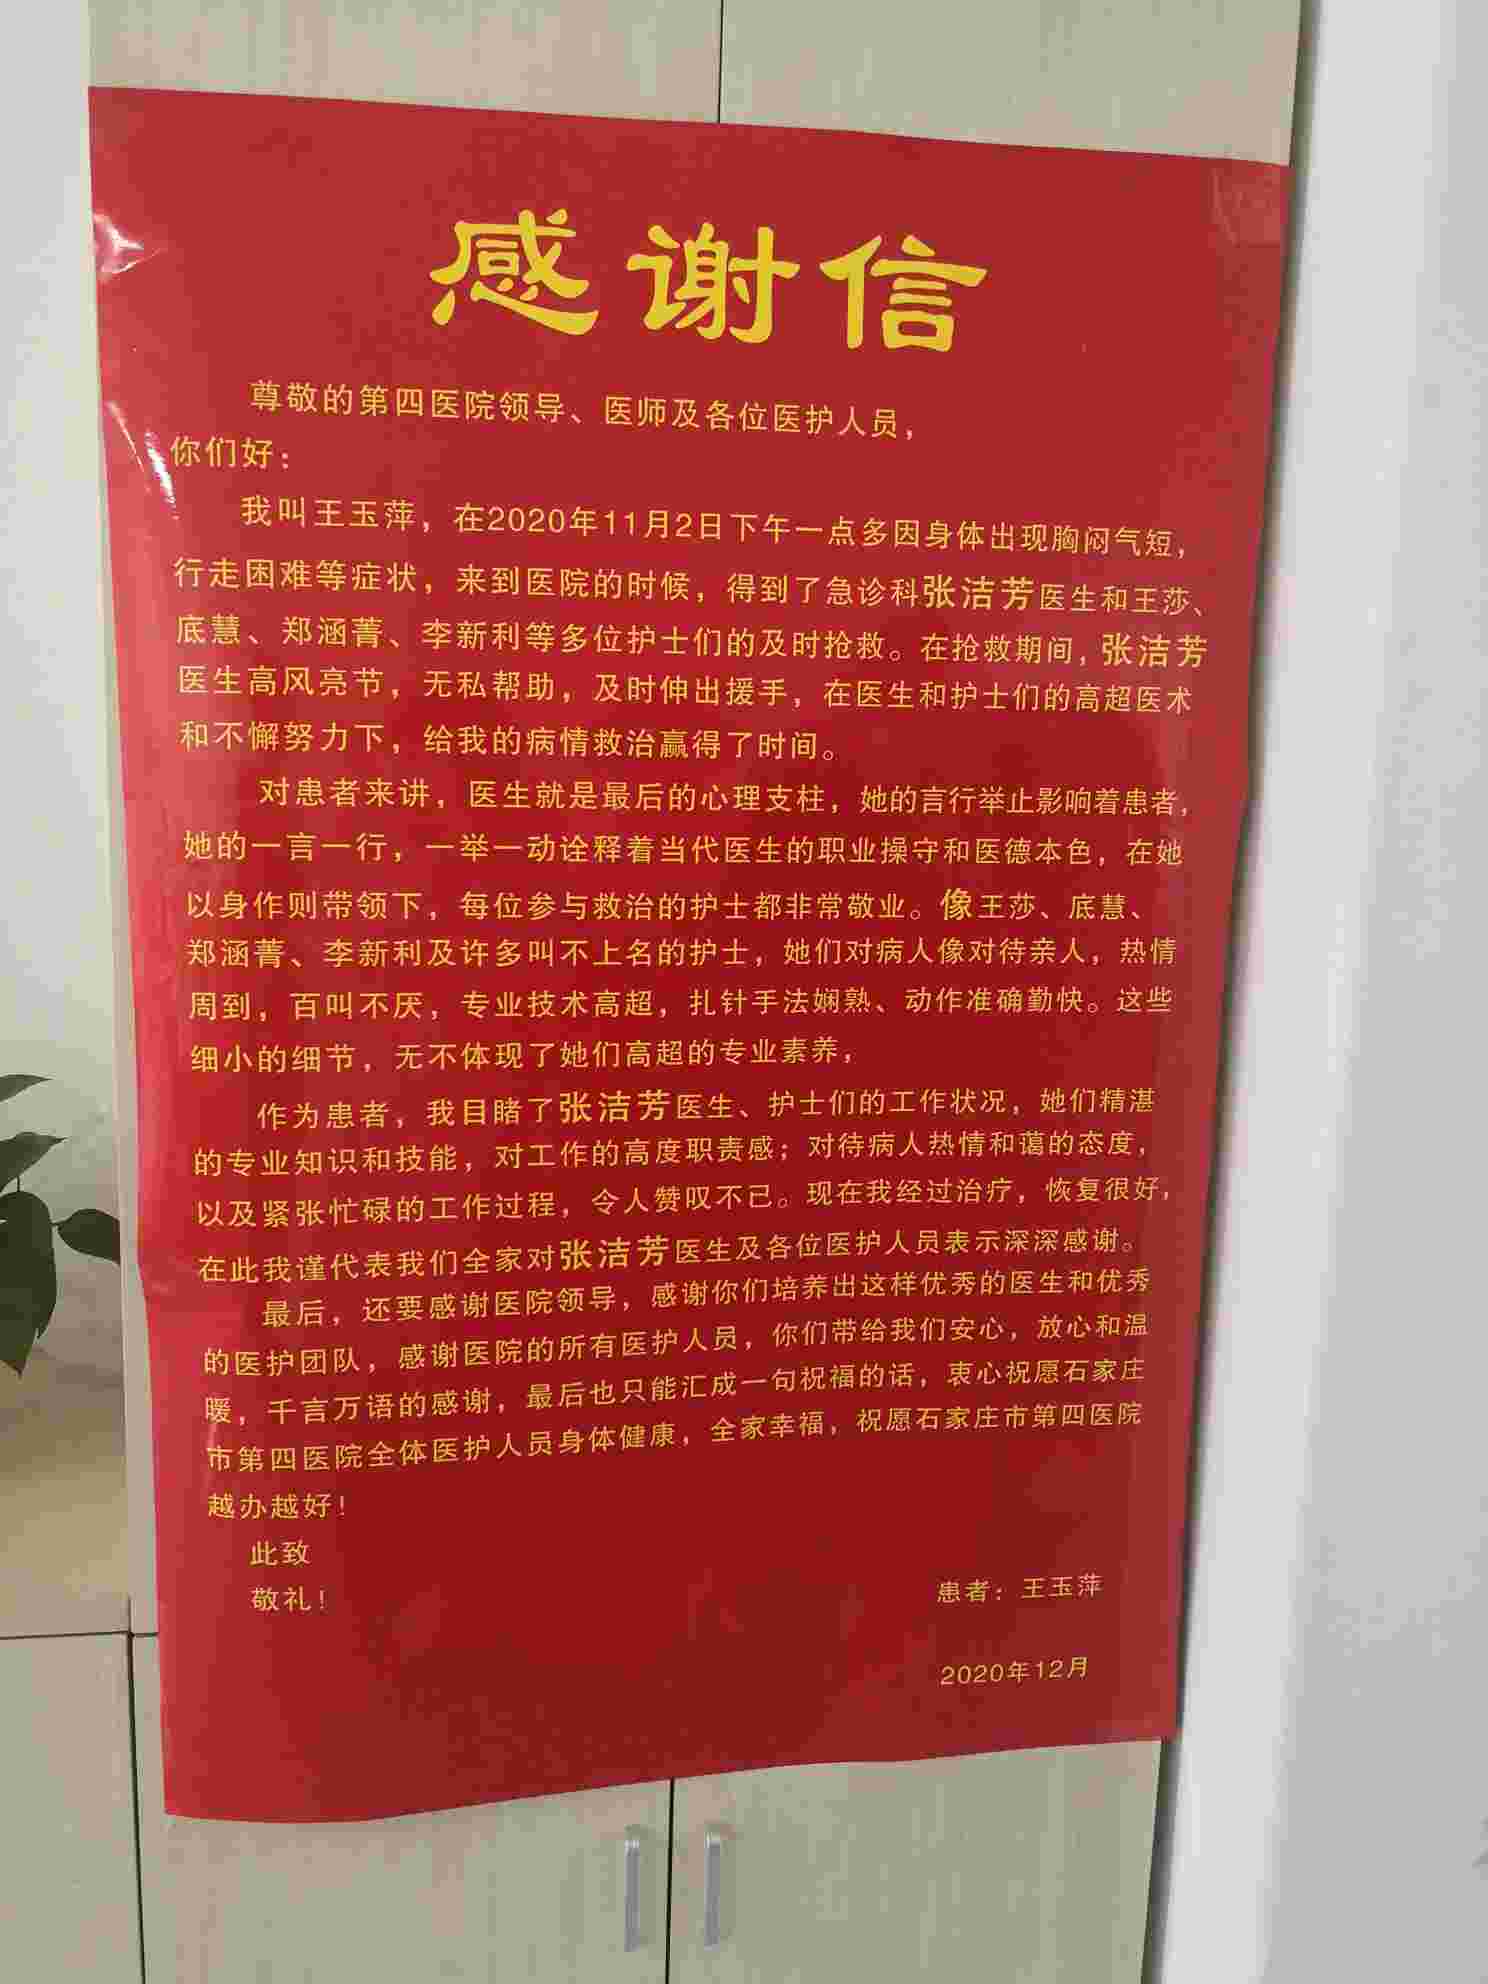 感谢信
尊敬的第四医院领导、医师及各位医护人员，
你们好：
我叫王玉萍，在2020年11月2日下午一点多因身体出现胸闷气短，
行走困难等症状，来到医院的时候，得到了急诊科张洁芳医生和王莎、
底慧、郑涵菁、李新利等多位护士们的及时抢救。在抢救期间，张洁芳
医生高风亮节，无私帮助，及时伸出援手，在医生和护士们的高超医术
和不懈努力下，给我的病情救治赢得了时间。
对患者来讲，医生就是最后的心理支柱，她的言行举止影响着患者，
她的一言一行，一举一动诠释着当代医生的职业操守和医德本色，在她
以身作则带领下，每位参与救治的护士都非常敬业。像王莎、底慧、
郑涵菁、李新利及许多叫不上名的护士，她们对病人像对待亲人，热情
周到，百叫不厌，专业技术高超，扎针手法娴熟、动作准确勤快。这些
细小的细节，无不体现了她们高超的专业素养，
作为患者，我目睹了张洁芳医生、护士们的工作状况，她们精湛
的专业知识和技能，对工作的高度职责感；对待病人热情和蔼的态度，
以及紧张忙碌的工作过程，令人赞叹不已。现在我经过治疗，恢复很好，
在此我谨代表我们全家对张洁芳医生及各位医护人员表示深深感谢。
最后，还要感谢医院领导，感谢你们培养出这样优秀的医生和优秀
的医护团队，感谢医院的所有医护人员，你们带给我们安心，放心和温
暖，千言万语的感谢，最后也只能汇成一句祝福的话，衷心祝愿石家庄
市第四医院全体医护人员身体健康，全家幸福，祝愿石家庄市第四医院
越办越好！
此致
敬礼！
患者：王玉萍
2020年12月